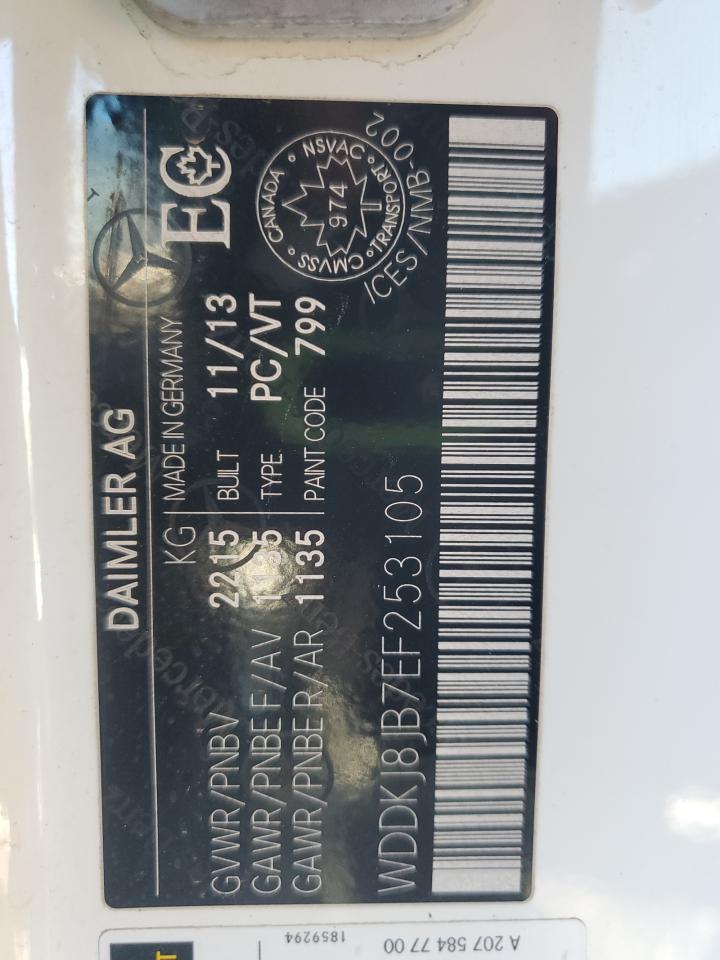 DAIMLER AG
KG
MADE IN GERMANY
GVWR/PNBV 2215 BUILT 11/13
GAWR/PNBE F/AV 1135 TYPE. PC/VT
GAWR/PNBE R/AR 1135 PAINT CODE 799
EC
CANADA • NSVAC • TRANSPORT • CMVSS
974
T
ICES/NMB-002
WDDKJ8JB7EF253105
A 207 584 77 00
1859294
T